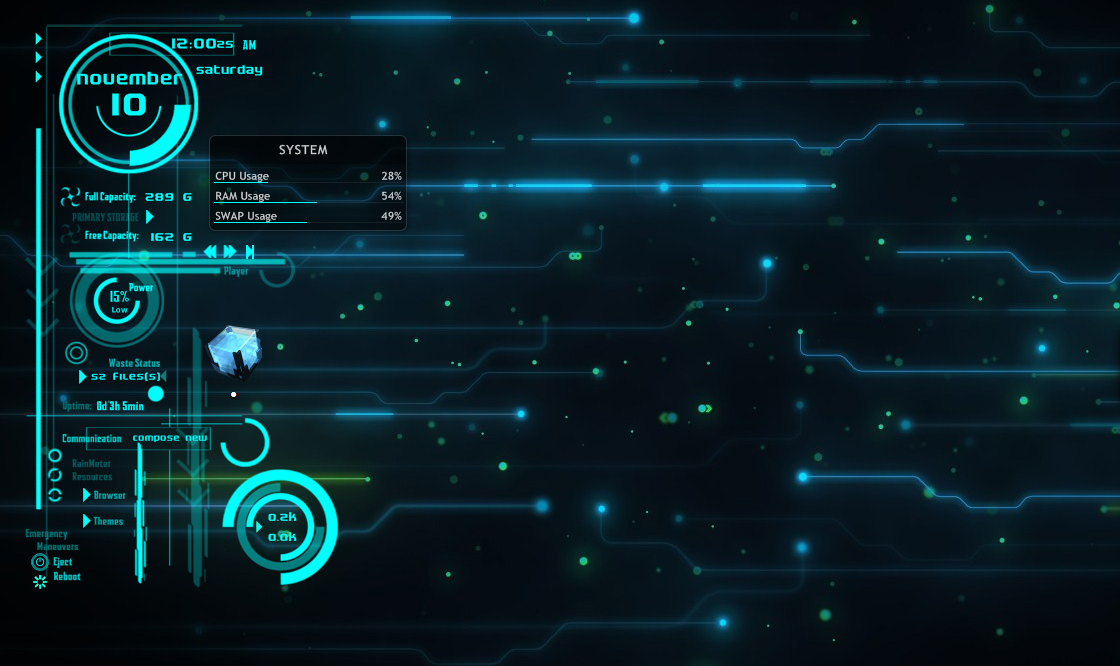 12:00 25 AM
saturday
november
10
SYSTEM
CPU Usage 28%
RAM Usage 54%
SWAP Usage 49%
Full Capacity: 289 G
PRIMARY STORAGE
Free Capacity: 162 G
Player
Power
15%
Low
Waste Status
52 Files(s)
Uptime: 0d 3h 5min
Communication compose new
RainMeter
Resources
Browser
Themes
0.2k
0.0k
Emergency
Maneuvers
Eject
Reboot